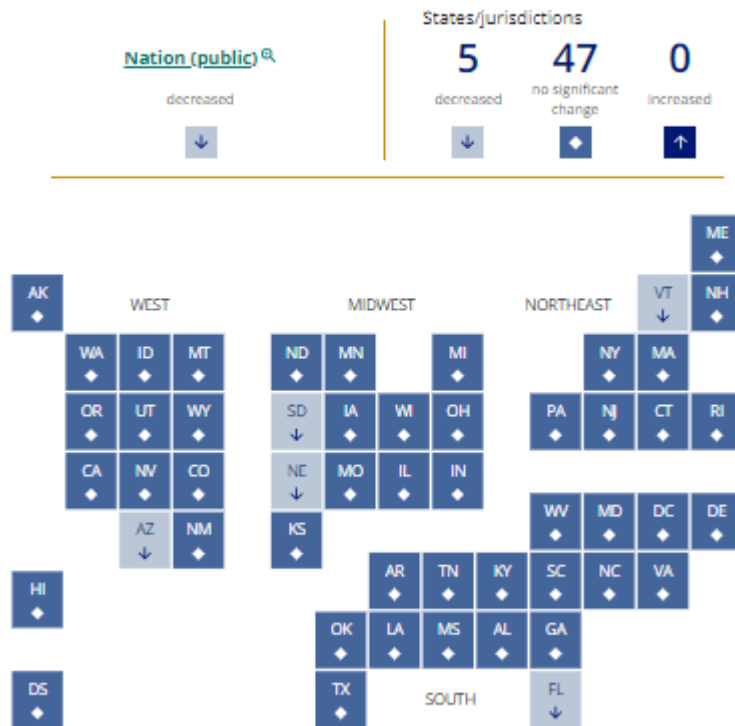 States/jurisdictions
Nation (public)
5 47 0
decreased decreased no significant change increased
ME
AK WEST MIDWEST NORTHEAST VT NH
WA ID MT ND MN MI NY MA
OR UT WY SD IA WI OH PA NJ CT RI
CA NV CO NE MO IL IN
AZ NM KS WV MD DC DE
HI AR TN KY SC NC VA
OK LA MS AL GA
DS TX SOUTH FL